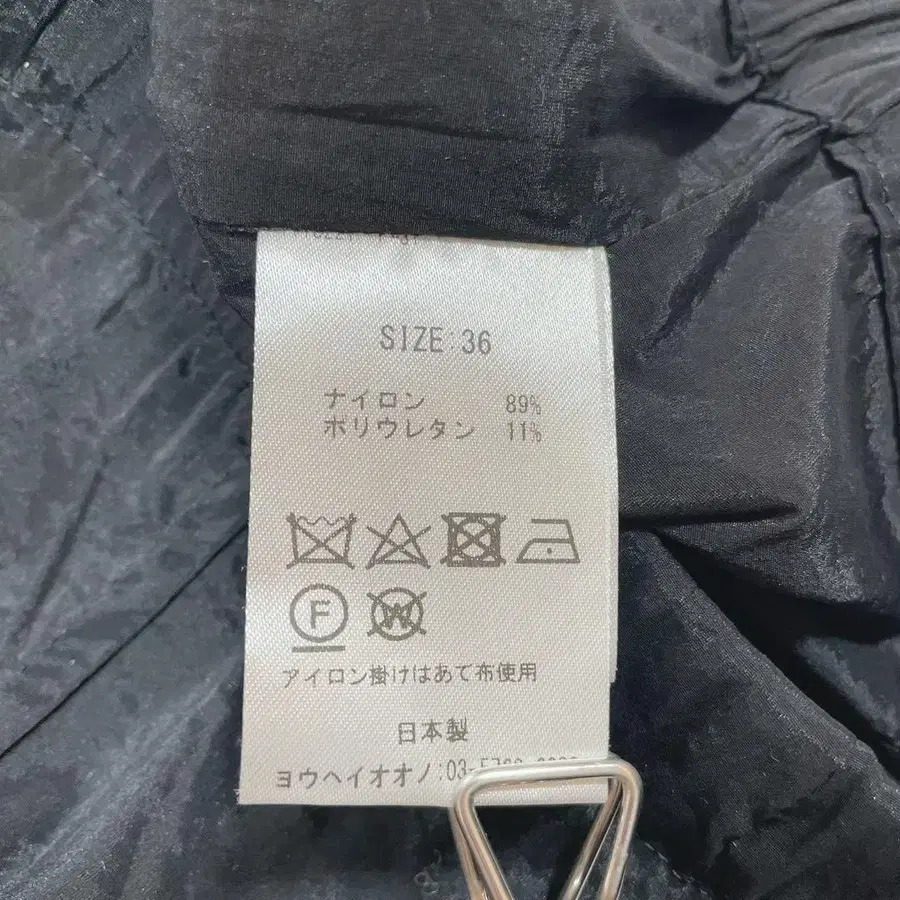 SIZE:36
ナイロン 89%
ポリウレタン 11%
F
W
アイロン掛けはあて布使用
日本製
ヨウヘイオオノ:03-